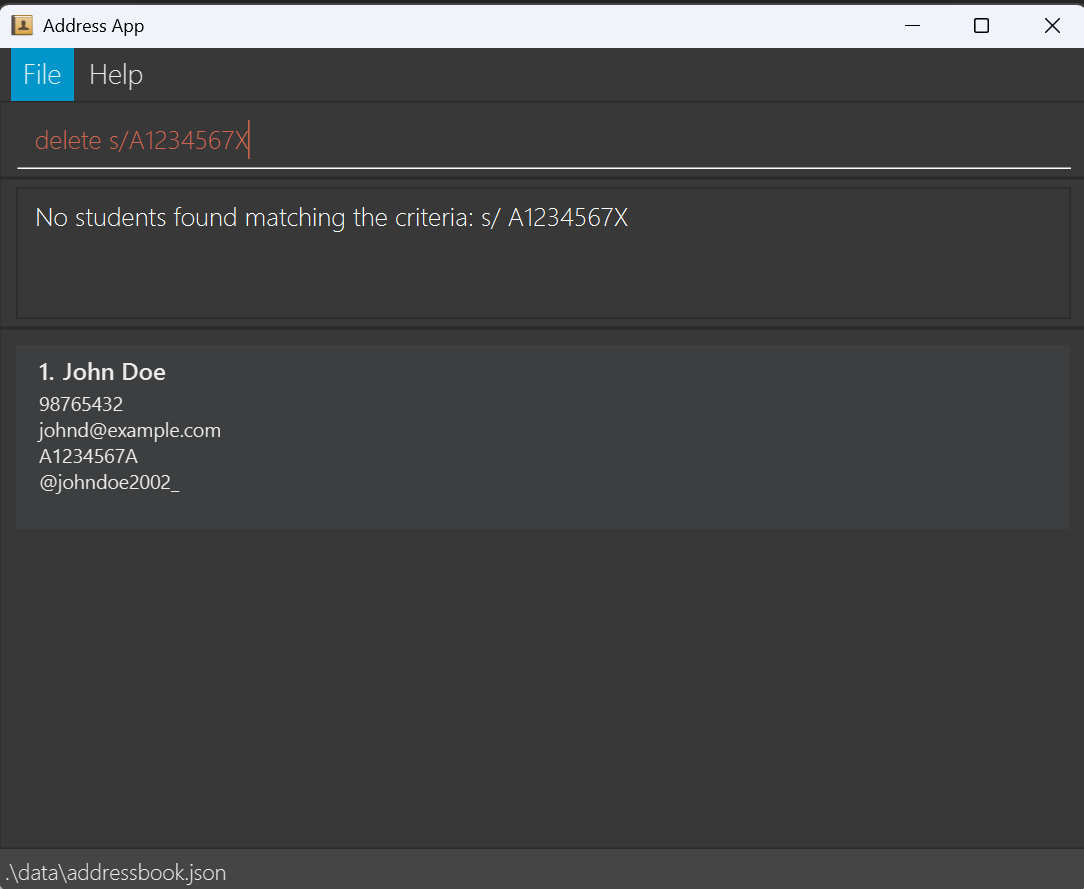 Address App
File Help
delete s/A1234567X
No students found matching the criteria: s/ A1234567X
1. John Doe
98765432
johnd@example.com
A1234567A
@johndoe2002_
.\data\addressbook.json